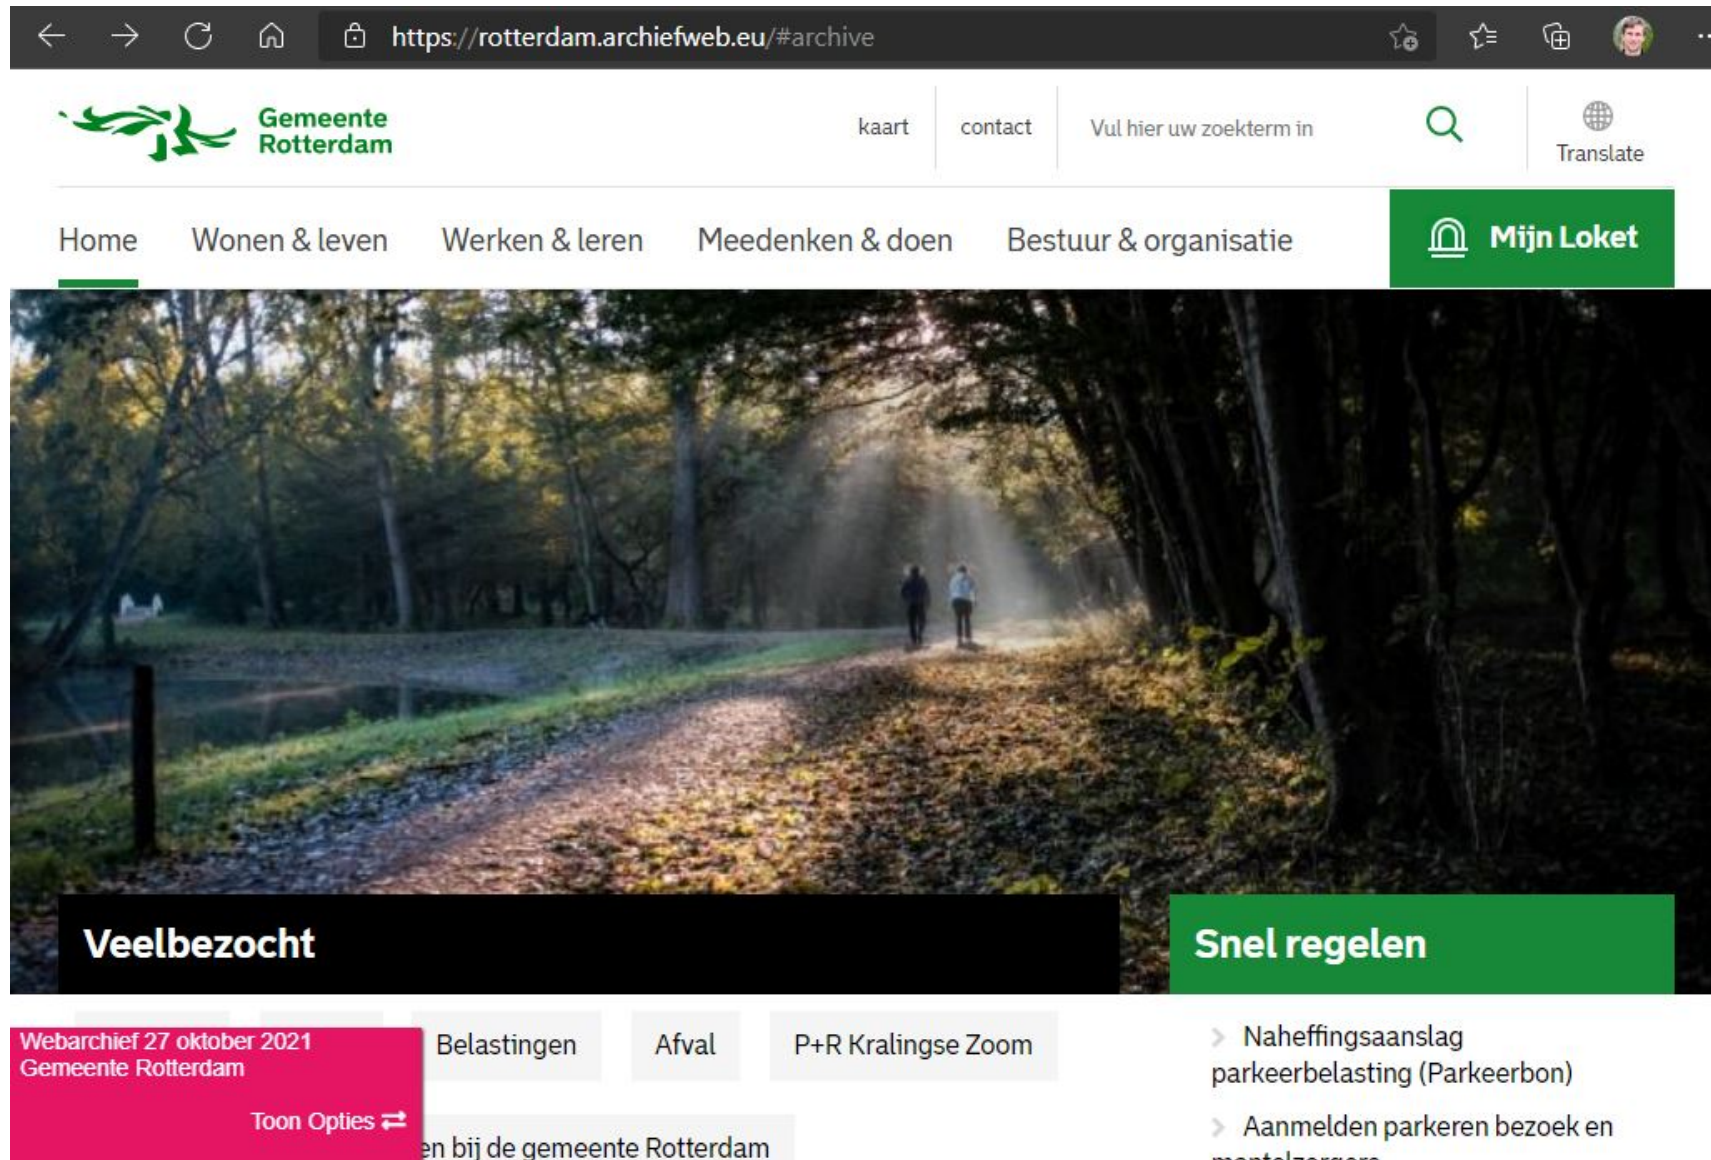 https://rotterdam.archiefweb.eu/#archive
Gemeente
Rotterdam
kaart
contact
Vul hier uw zoekterm in
Translate
Home
Wonen & leven
Werken & leren
Meedenken & doen
Bestuur & organisatie
Mijn Loket
Veelbezocht
Snel regelen
Webarchief 27 oktober 2021
Gemeente Rotterdam
Toon Opties
Belastingen
Afval
P+R Kralingse Zoom
en bij de gemeente Rotterdam
Naheffingsaanslag
parkeerbelasting (Parkeerbon)
Aanmelden parkeren bezoek en